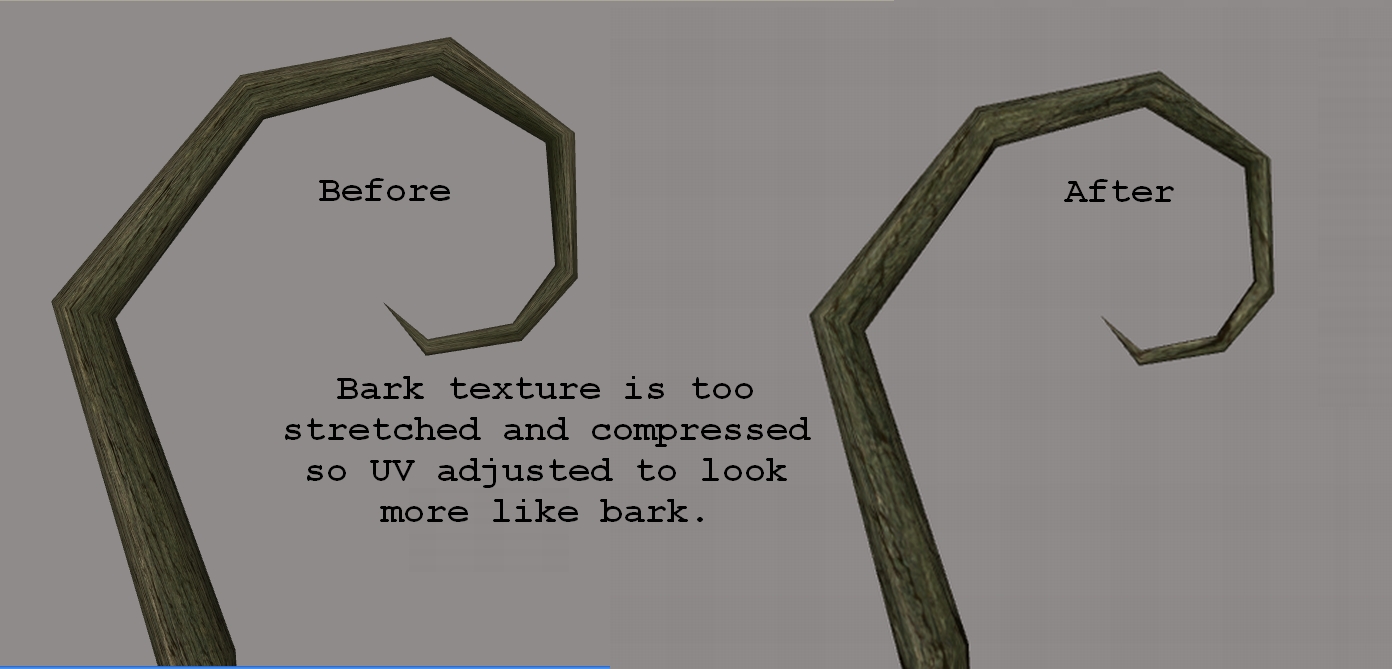 Before
After
Bark texture is too
stretched and compressed
so UV adjusted to look
more like bark.